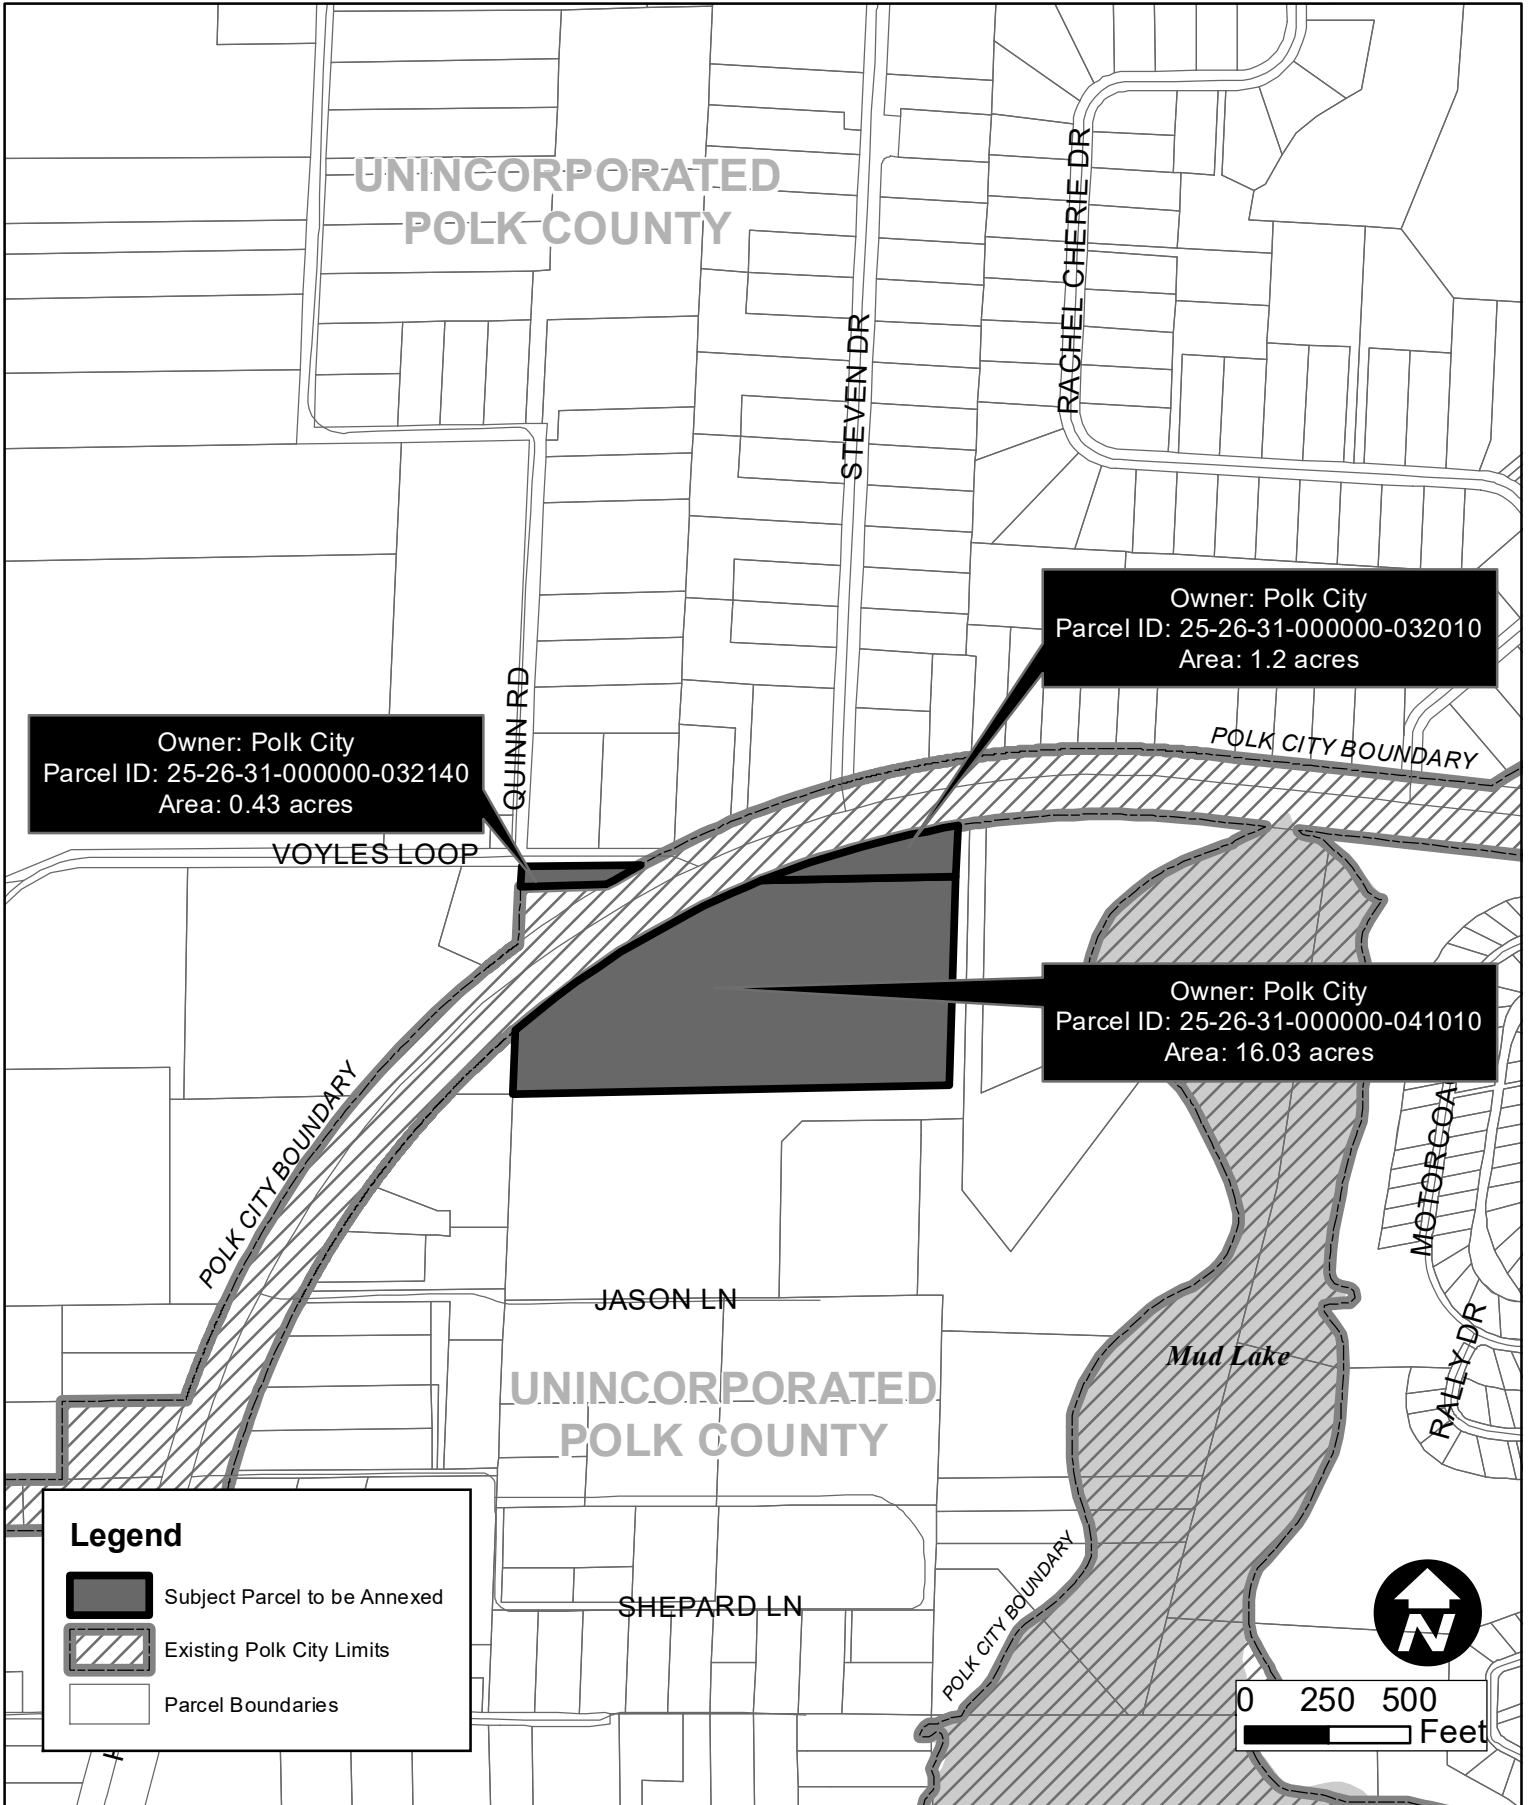 UNINCORPORATED
POLK COUNTY
RACHEL CHERIE DR
STEVEN DR
Owner: Polk City
Parcel ID: 25-26-31-000000-032010
Area: 1.2 acres
QUINN RD
Owner: Polk City
Parcel ID: 25-26-31-000000-032140
Area: 0.43 acres
POLK CITY BOUNDARY
VOYLES LOOP
Owner: Polk City
Parcel ID: 25-26-31-000000-041010
Area: 16.03 acres
POLK CITY BOUNDARY
MOTORCOA
JASON LN
Mud Lake
RALLY DR
UNINCORPORATED
POLK COUNTY
POLK CITY BOUNDARY
SHEPARD LN
Legend
Subject Parcel to be Annexed
Existing Polk City Limits
Parcel Boundaries
N
0 250 500
Feet